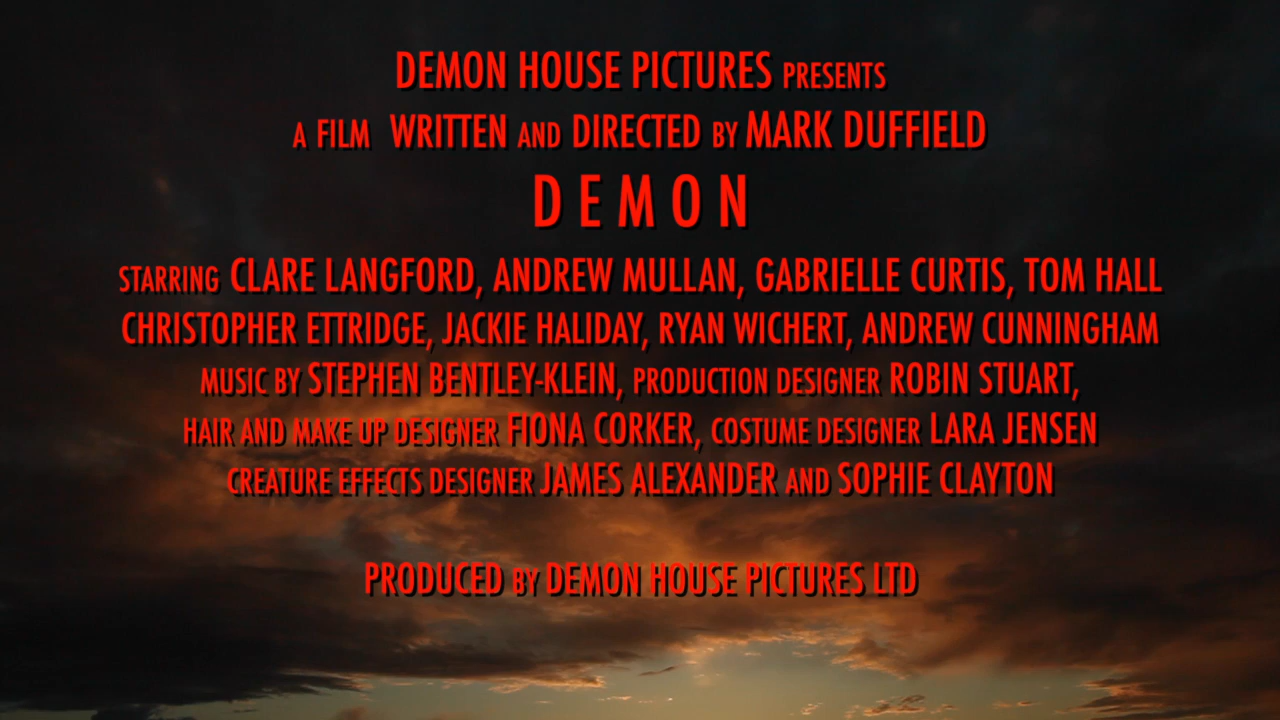 DEMON HOUSE PICTURES PRESENTS
A FILM WRITTEN AND DIRECTED BY MARK DUFFIELD
DEMON
STARRING CLARE LANGFORD, ANDREW MULLAN, GABRIELLE CURTIS, TOM HALL
CHRISTOPHER ETTRIDGE, JACKIE HALIDAY, RYAN WICHERT, ANDREW CUNNINGHAM
MUSIC BY STEPHEN BENTLEY-KLEIN, PRODUCTION DESIGNER ROBIN STUART,
HAIR AND MAKE UP DESIGNER FIONA CORKER, COSTUME DESIGNER LARA JENSEN
CREATURE EFFECTS DESIGNER JAMES ALEXANDER AND SOPHIE CLAYTON
PRODUCED BY DEMON HOUSE PICTURES LTD